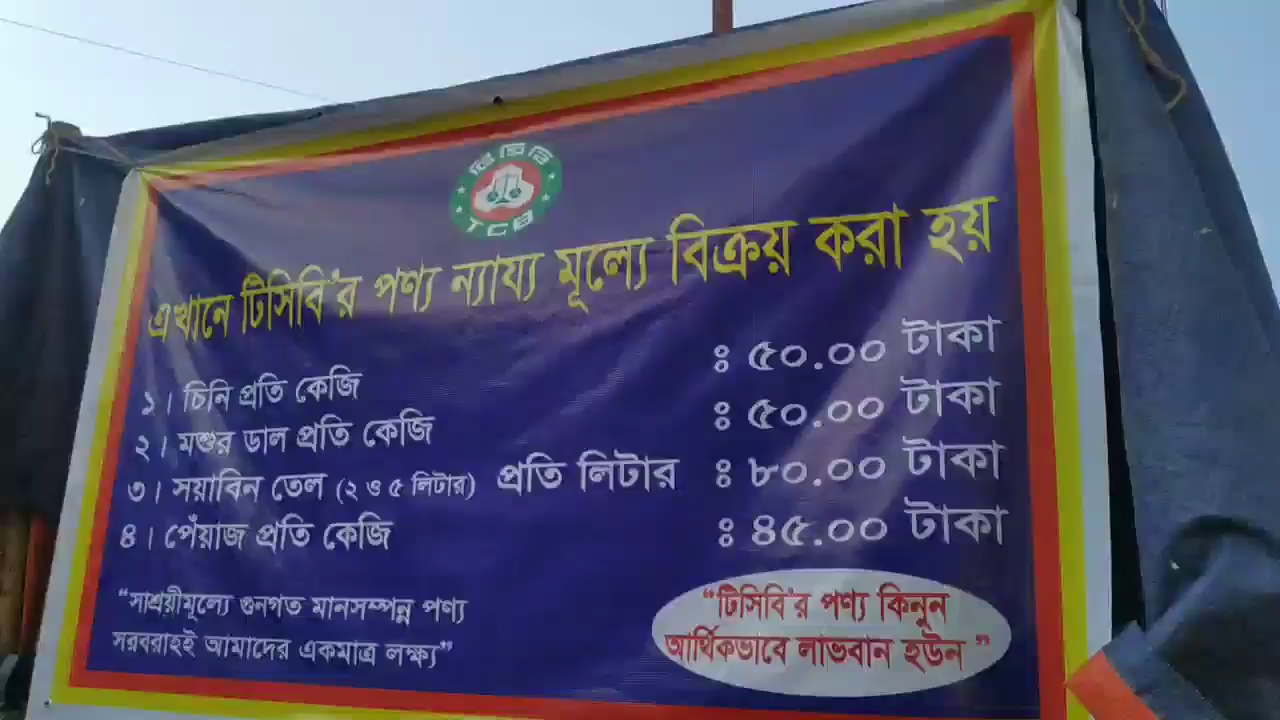 টিসিবি
TCB
এখানে টিসিবি'র পণ্য ন্যায্য মূল্যে বিক্রয় করা হয়
১। চিনি প্রতি কেজি : ৫০.০০ টাকা
২। মশুর ডাল প্রতি কেজি : ৫০.০০ টাকা
৩। সয়াবিন তেল (২ ও ৫ লিটার) প্রতি লিটার : ৮০.০০ টাকা
৪। পেঁয়াজ প্রতি কেজি : ৪৫.০০ টাকা
“সাশ্রয়ীমূল্যে গুনগত মানসম্পন্ন পণ্য
সরবরাহই আমাদের একমাত্র লক্ষ্য”
“টিসিবি'র পণ্য কিনুন
আর্থিকভাবে লাভবান হউন ”